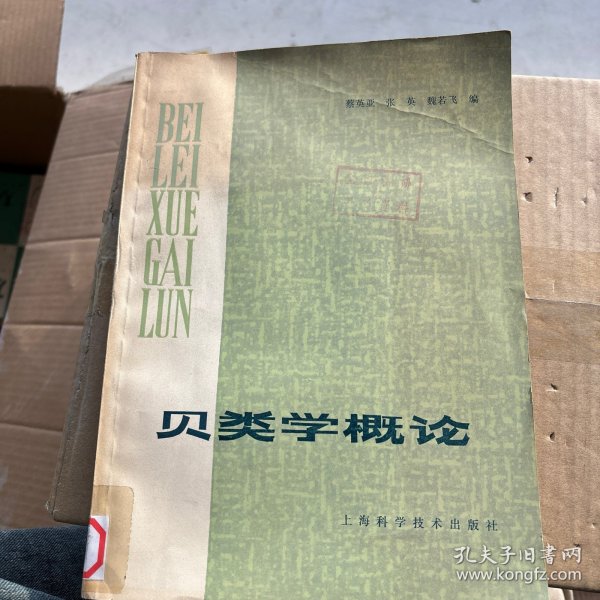 蔡英亚 张英 魏若飞 编
BEI
LEI
XUE
GAI
LUN
贝类学概论
上海科学技术出版社
孔夫子旧书网
www.kongfz.com